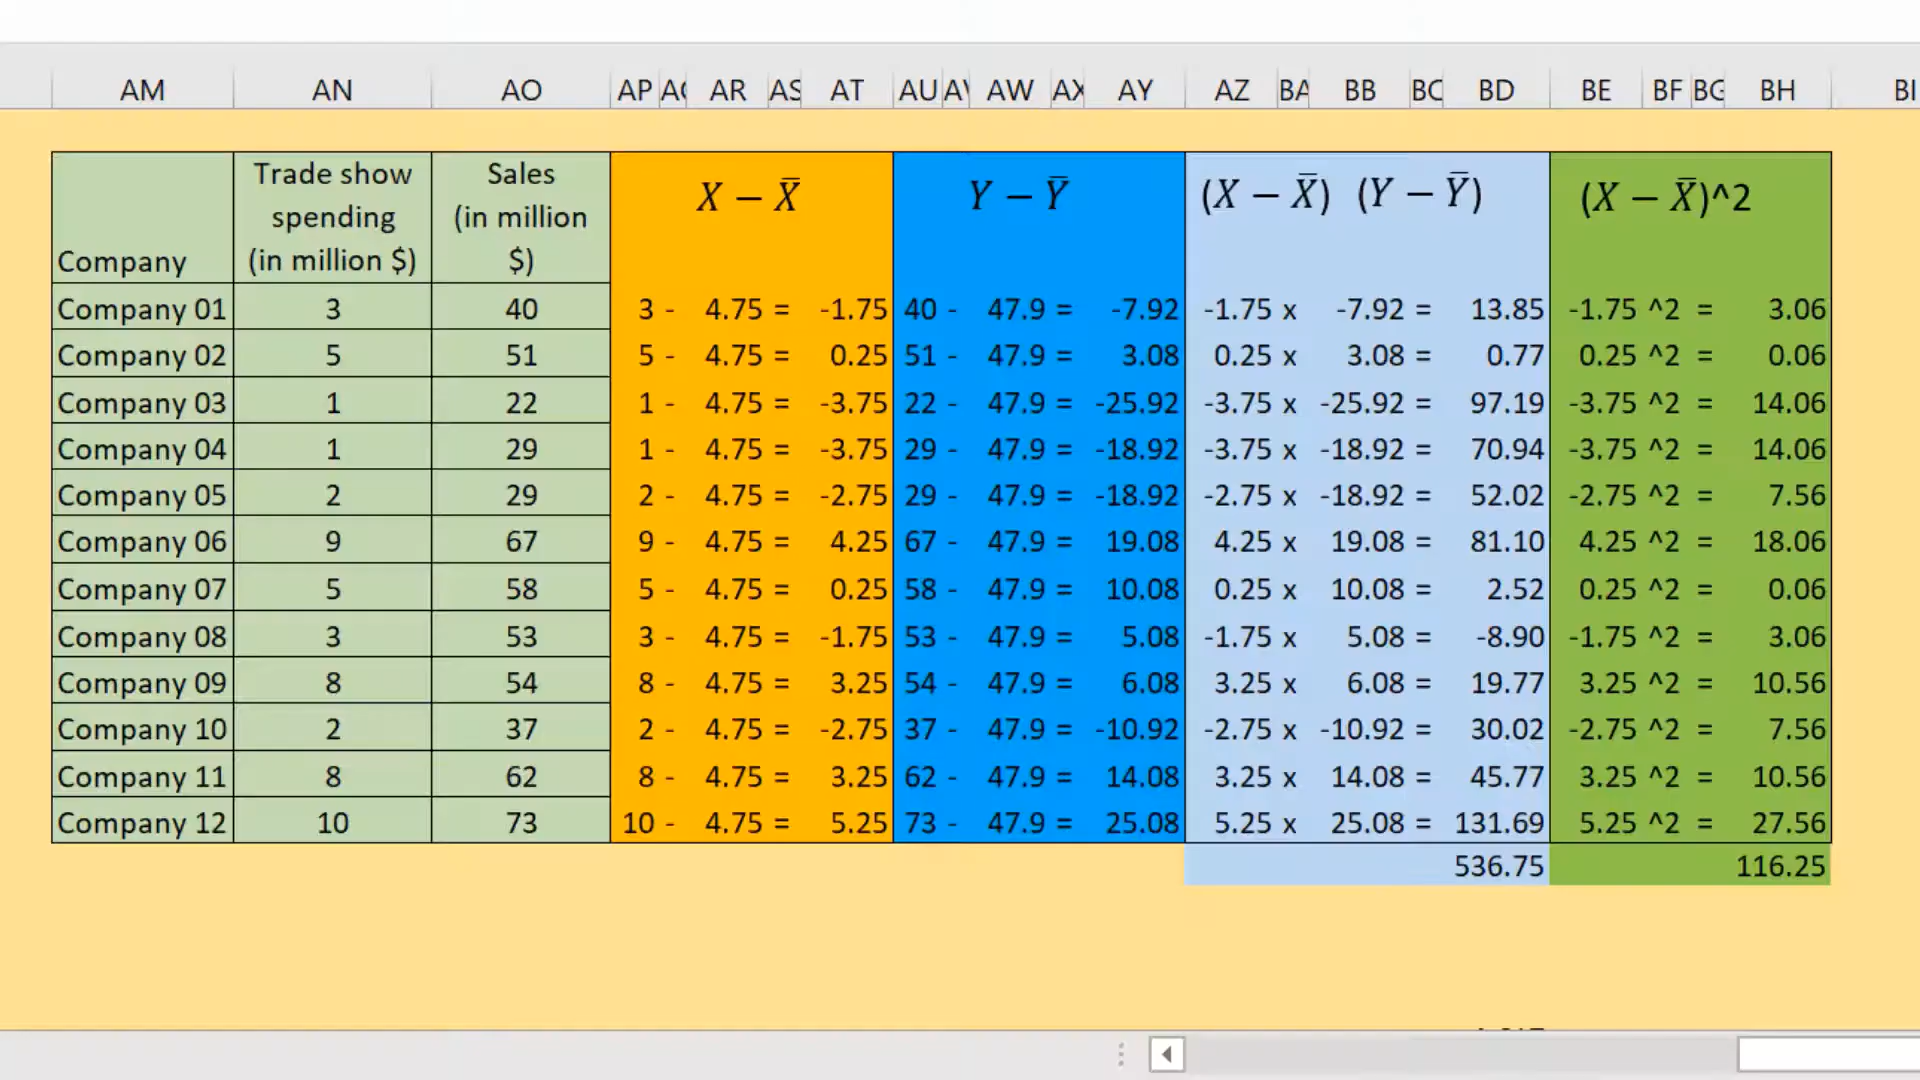 AM AN AO AP AR AS AT AU AW AX AY AZ BA BB BC BD BE BF BG BH BI
Trade show Sales X − X̄ Y − Ȳ (X − X̄) (Y − Ȳ) (X − X̄)^2
spending (in million
Company (in million $) $)
Company 01 3 40 3 - 4.75 = -1.75 40 - 47.9 = -7.92 -1.75 x -7.92 = 13.85 -1.75 ^2 = 3.06
Company 02 5 51 5 - 4.75 = 0.25 51 - 47.9 = 3.08 0.25 x 3.08 = 0.77 0.25 ^2 = 0.06
Company 03 1 22 1 - 4.75 = -3.75 22 - 47.9 = -25.92 -3.75 x -25.92 = 97.19 -3.75 ^2 = 14.06
Company 04 1 29 1 - 4.75 = -3.75 29 - 47.9 = -18.92 -3.75 x -18.92 = 70.94 -3.75 ^2 = 14.06
Company 05 2 29 2 - 4.75 = -2.75 29 - 47.9 = -18.92 -2.75 x -18.92 = 52.02 -2.75 ^2 = 7.56
Company 06 9 67 9 - 4.75 = 4.25 67 - 47.9 = 19.08 4.25 x 19.08 = 81.10 4.25 ^2 = 18.06
Company 07 5 58 5 - 4.75 = 0.25 58 - 47.9 = 10.08 0.25 x 10.08 = 2.52 0.25 ^2 = 0.06
Company 08 3 53 3 - 4.75 = -1.75 53 - 47.9 = 5.08 -1.75 x 5.08 = -8.90 -1.75 ^2 = 3.06
Company 09 8 54 8 - 4.75 = 3.25 54 - 47.9 = 6.08 3.25 x 6.08 = 19.77 3.25 ^2 = 10.56
Company 10 2 37 2 - 4.75 = -2.75 37 - 47.9 = -10.92 -2.75 x -10.92 = 30.02 -2.75 ^2 = 7.56
Company 11 8 62 8 - 4.75 = 3.25 62 - 47.9 = 14.08 3.25 x 14.08 = 45.77 3.25 ^2 = 10.56
Company 12 10 73 10 - 4.75 = 5.25 73 - 47.9 = 25.08 5.25 x 25.08 = 131.69 5.25 ^2 = 27.56
536.75 116.25